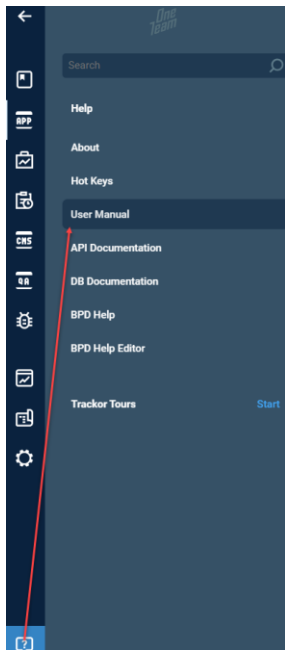 One
Team
Search
Help
APP
About
Hot Keys
User Manual
CMS
API Documentation
QA
DB Documentation
BPD Help
BPD Help Editor
Trackor Tours Start
?